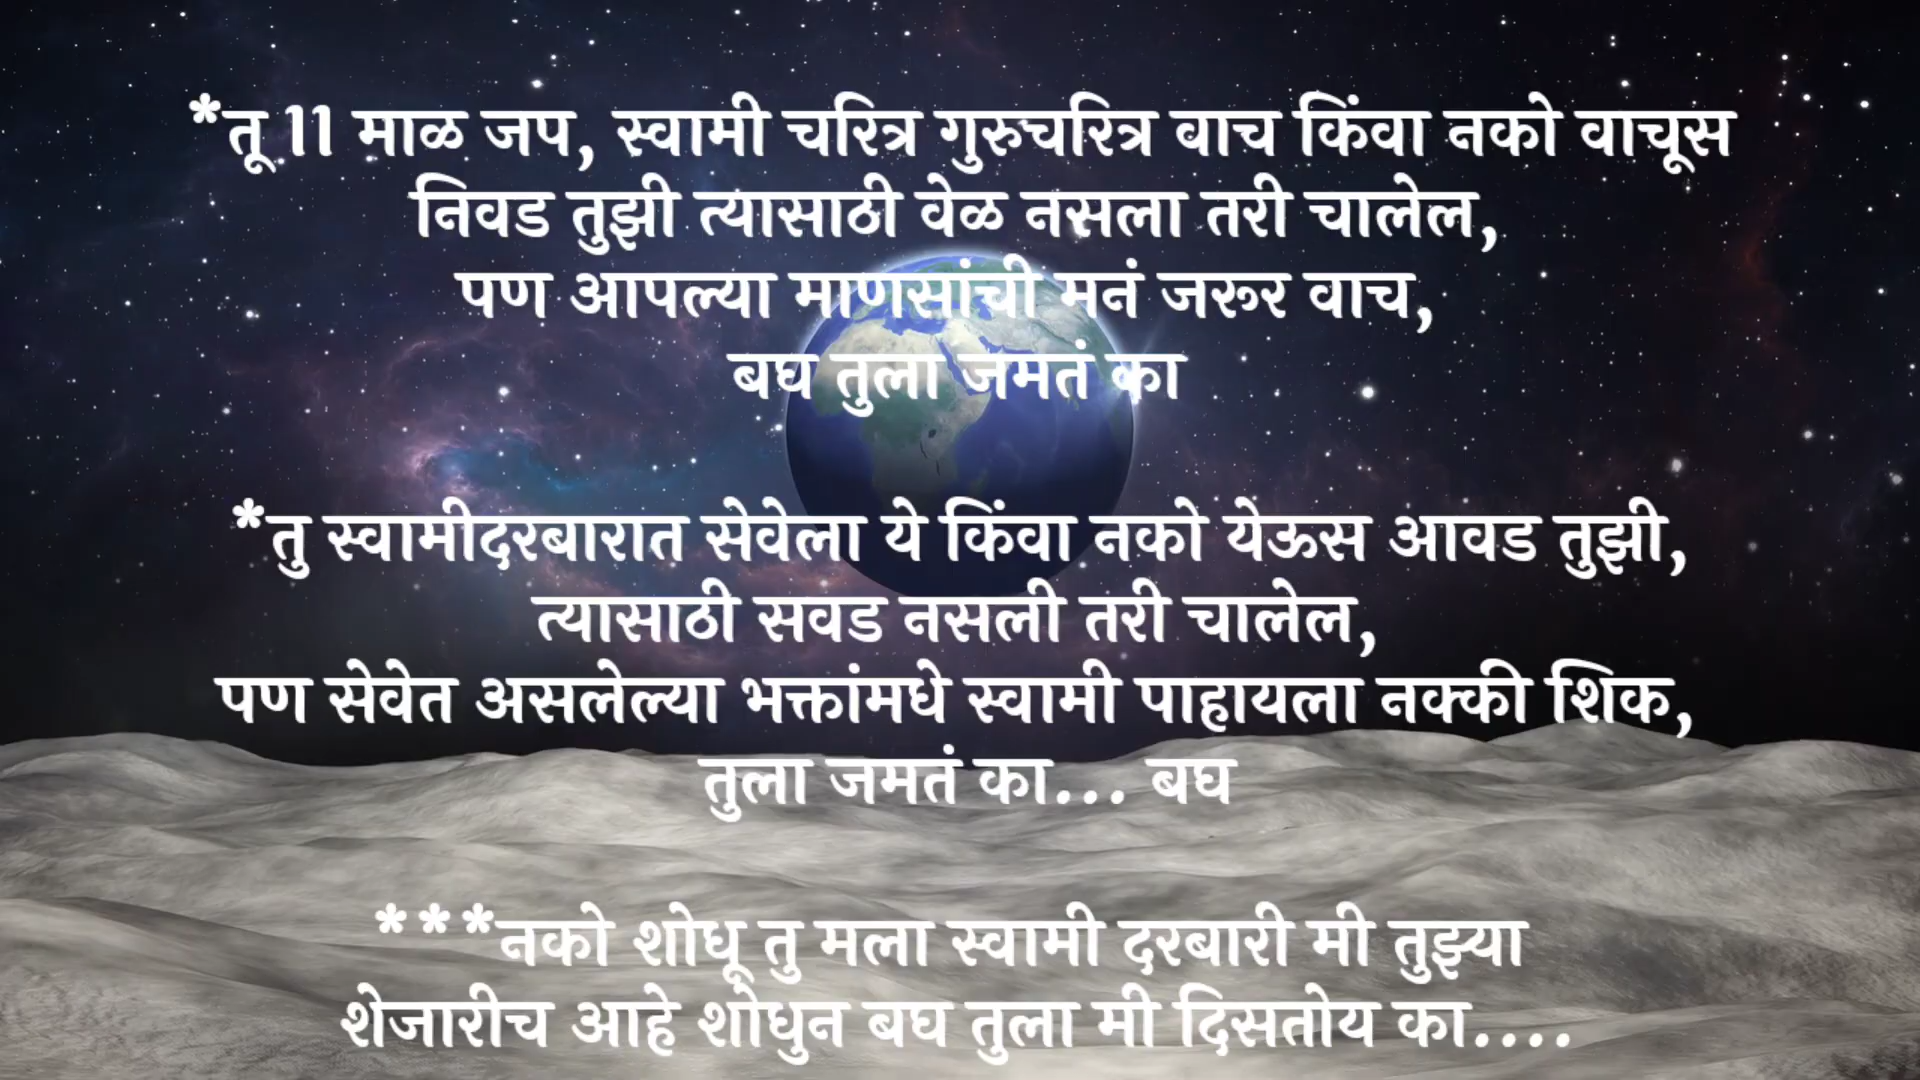 *तू 11 माळ जप, स्वामी चरित्र गुरुचरित्र वाच किंवा नको वाचूस
निवड तुझी त्यासाठी वेळ नसला तरी चालेल,
पण आपल्या माणसांची मनं जरूर वाच,
बघ तुला जमतं का
*तु स्वामीदरबारात सेवेला ये किंवा नको येऊस आवड तुझी,
त्यासाठी सवड नसली तरी चालेल,
पण सेवेत असलेल्या भक्तांमधे स्वामी पाहायला नक्की शिक,
तुला जमतं का... बघ
***नको शोधू तु मला स्वामी दरबारी मी तुझ्या
शेजारीच आहे शोधुन बघ तुला मी दिसतोय का....